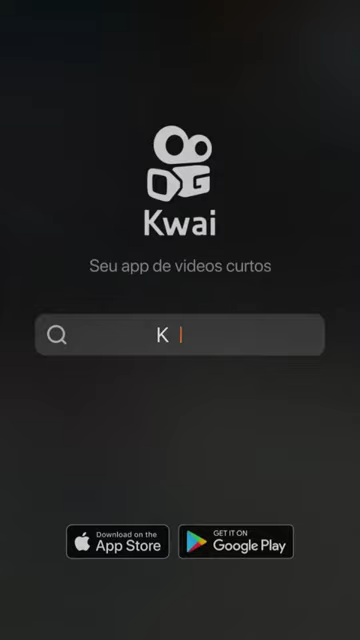 Kwai
Seu app de videos curtos
K
Download on the
App Store
GET IT ON
Google Play